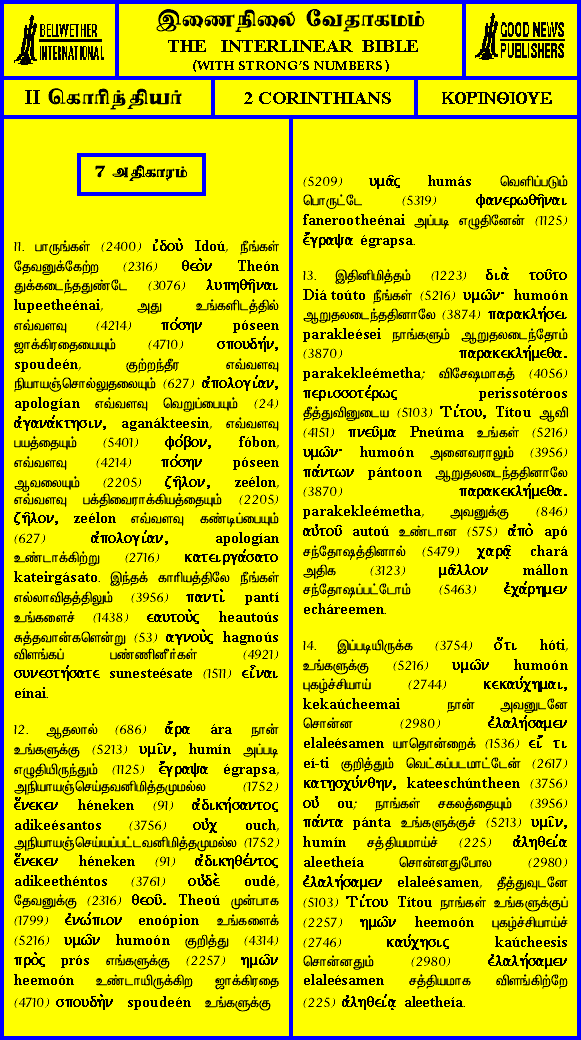 BELLWETHER
INTERNATIONAL
இணைநிலை வேதாகமம்
THE INTERLINEAR BIBLE
(WITH STRONG'S NUMBERS)
GOOD NEWS
PUBLISHERS
II கொரிந்தியர்
2 CORINTHIANS
ΚΟΡΙΝΘΙΟΥΕ
7 அதிகாரம்
11. பாருங்கள் (2400) ἰδοὺ Idoú, நீங்கள்
தேவனுக்கேற்ற (2316) θεὸν Theón
துக்கடைந்ததுண்டே (3076) λυπηθῆναι
lupeetheénai, அது உங்களிடத்தில்
எவ்வளவு (4214) πόσην póseen
ஜாக்கிரதையையும் (4710) σπουδήν,
spoudeén, குற்றந்தீர எவ்வளவு
நியாயஞ்சொல்லுதலையும் (627) ἀπολογίαν,
apologían எவ்வளவு வெறுப்பையும் (24)
ἀγανάκτησιν, aganákteesin, எவ்வளவு
பயத்தையும் (5401) φόβον, fóbon,
எவ்வளவு (4214) πόσην póseen
ஆவலையும் (2205) ζῆλον, zeélon,
எவ்வளவு பக்திவைராக்கியத்தையும் (2205)
ζῆλον, zeélon எவ்வளவு கண்டிப்பையும்
(627) ἀπολογίαν, apologían
உண்டாக்கிற்று (2716) κατειργάσατο
kateirgásato. இந்தக் காரியத்திலே நீங்கள்
எல்லாவிதத்திலும் (3956) παντὶ pantí
உங்களைச் (1438) ἑαυτοὺς heautoús
சுத்தவான்களென்று (53) ἁγνοὺς hagnoús
விளங்கப் பண்ணினீர்கள் (4921)
συνεστήσατε sunesteésate (1511) εἶναι
eínai.
12. ஆதலால் (686) ἄρα ára நான்
உங்களுக்கு (5213) υμῖν, humín அப்படி
எழுதியிருந்தும் (1125) ἔγραψα égrapsa,
அநியாயஞ்செய்தவனிமித்தமுமல்ல (1752)
ἕνεκεν héneken (91) ἀδικήσαντος
adikeésantos (3756) οὐχ ouch,
அநியாயஞ்செய்யப்பட்டவனிமித்தமுமல்ல (1752)
ἕνεκεν héneken (91) ἀδικηθέντος
adikeethéntos (3761) οὐδὲ oudé,
தேவனுக்கு (2316) θεοῦ. Theoú முன்பாக
(1799) ἐνώπιον enoópion உங்களைக்
(5216) υμῶν humoón குறித்து (4314)
πρὸς prós எங்களுக்கு (2257) ημῶν
heemoón உண்டாயிருக்கிற ஜாக்கிரதை
(4710) σπουδὴν spoudeén உங்களுக்கு
(5209) υμᾶς humás வெளிப்படும்
பொருட்டே (5319) φανερωθῆναι
fanerootheénai அப்படி எழுதினேன் (1125)
ἔγραψα égrapsa.
13. இதினிமித்தம் (1223) διὰ τοῦτο
Diá toúto நீங்கள் (5216) υμῶν· humoón
ஆறுதலடைந்ததினாலே (3874) παρακλήσει
parakleései நாங்களும் ஆறுதலடைந்தோம்
(3870) παρακεκλήμεθα.
parakekleémetha; விசேஷமாகத் (4056)
περισσοτέρως perissotéroos
தீத்துவினுடைய (5103) Τίτου, Títou ஆவி
(4151) πνεῦμα Pneúma உங்கள் (5216)
υμῶν· humoón அனைவராலும் (3956)
πάντων pántoon ஆறுதலடைந்ததினாலே
(3870) παρακεκλήμεθα.
parakekleémetha, அவனுக்கு (846)
αὐτοῦ autoú உண்டான (575) ἀπὸ apó
சந்தோஷத்தினால் (5479) χαρᾷ chará
அதிக (3123) μᾶλλον mállon
சந்தோஷப்பட்டோம் (5463) ἐχάρημεν
echáreemen.
14. இப்படியிருக்க (3754) ὅτι hóti,
உங்களுக்கு (5216) υμῶν humoón
புகழ்ச்சியாய் (2744) κεκαύχημαι,
kekaúcheemai நான் அவனுடனே
சொன்ன (2980) ἐλαλήσαμεν
elaleésamen யாதொன்றைக் (1536) εἴ τι
eí-ti குறித்தும் வெட்கப்படமாட்டேன் (2617)
κατησχύνθην, kateeschúntheen (3756)
οὐ ou; நாங்கள் சகலத்தையும் (3956)
πάντα pánta உங்களுக்குச் (5213) υμῖν,
humín சத்தியமாய்ச் (225) ἀληθεία
aleetheía சொன்னதுபோல (2980)
ἐλαλήσαμεν elaleésamen, தீத்துவுடனே
(5103) Τίτου Títou நாங்கள் உங்களுக்குப்
(2257) ημῶν heemoón புகழ்ச்சியாய்ச்
(2746) καύχησις kaúcheesis
சொன்னதும் (2980) ἐλαλήσαμεν
elaleésamen சத்தியமாக விளங்கிற்றே
(225) ἀληθείᾳ aleetheía.